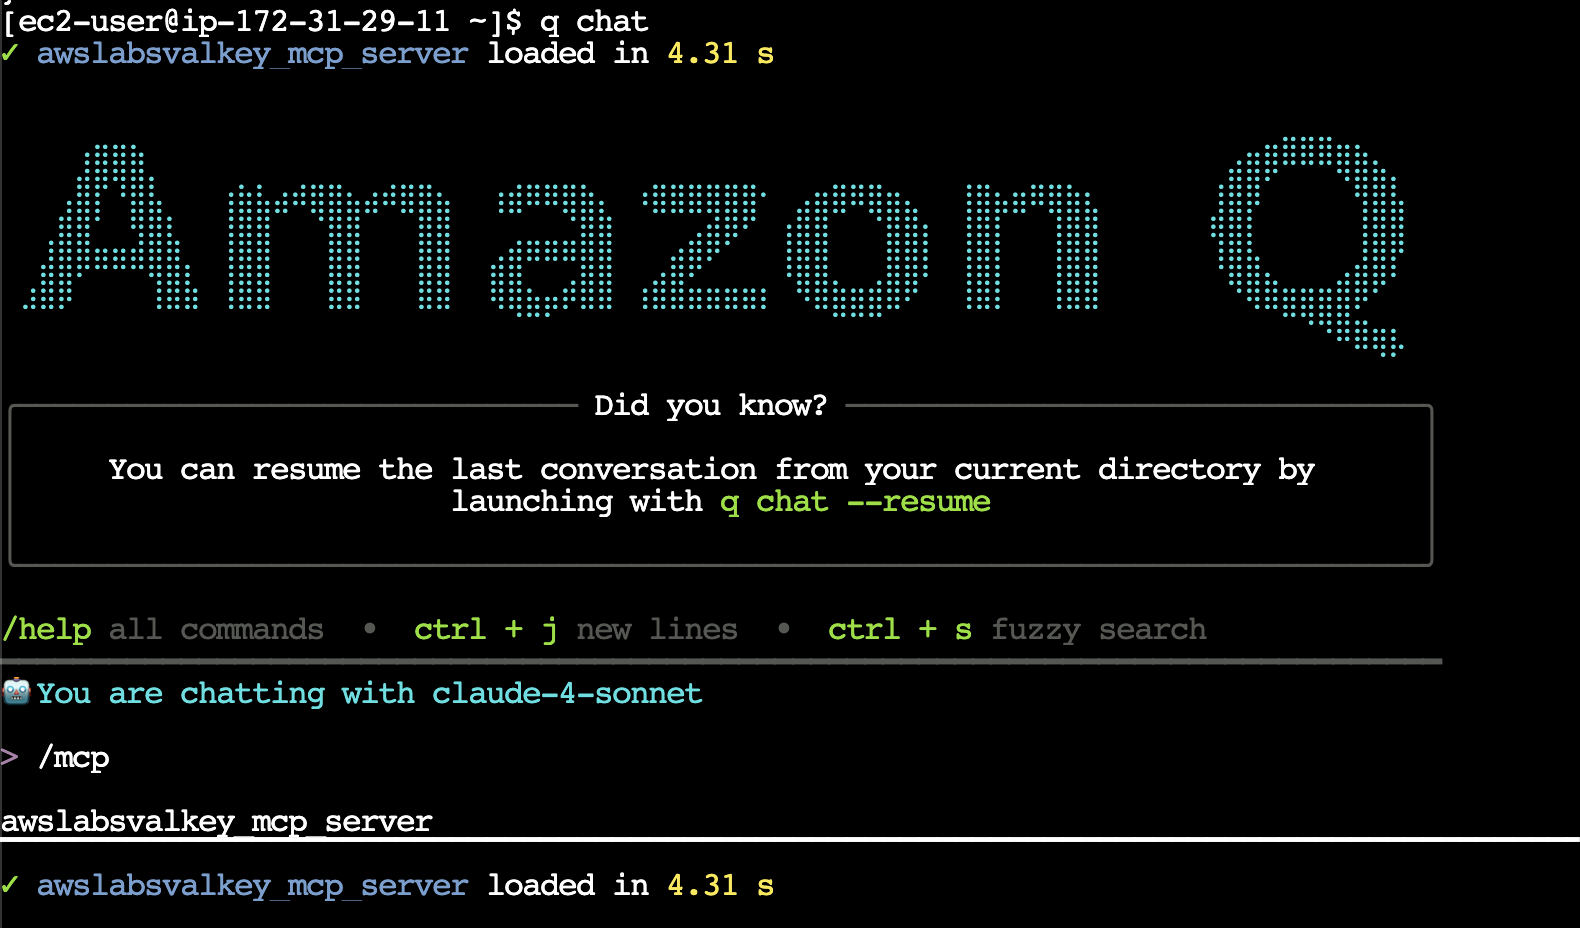 [ec2-user@ip-172-31-29-11 ~]$ q chat
✓ awslabsvalkey_mcp_server loaded in 4.31 s
Amazon Q
Did you know?
You can resume the last conversation from your current directory by
launching with q chat --resume
/help all commands • ctrl + j new lines • ctrl + s fuzzy search
🤖 You are chatting with claude-4-sonnet
> /mcp
awslabsvalkey_mcp_server
✓ awslabsvalkey_mcp_server loaded in 4.31 s